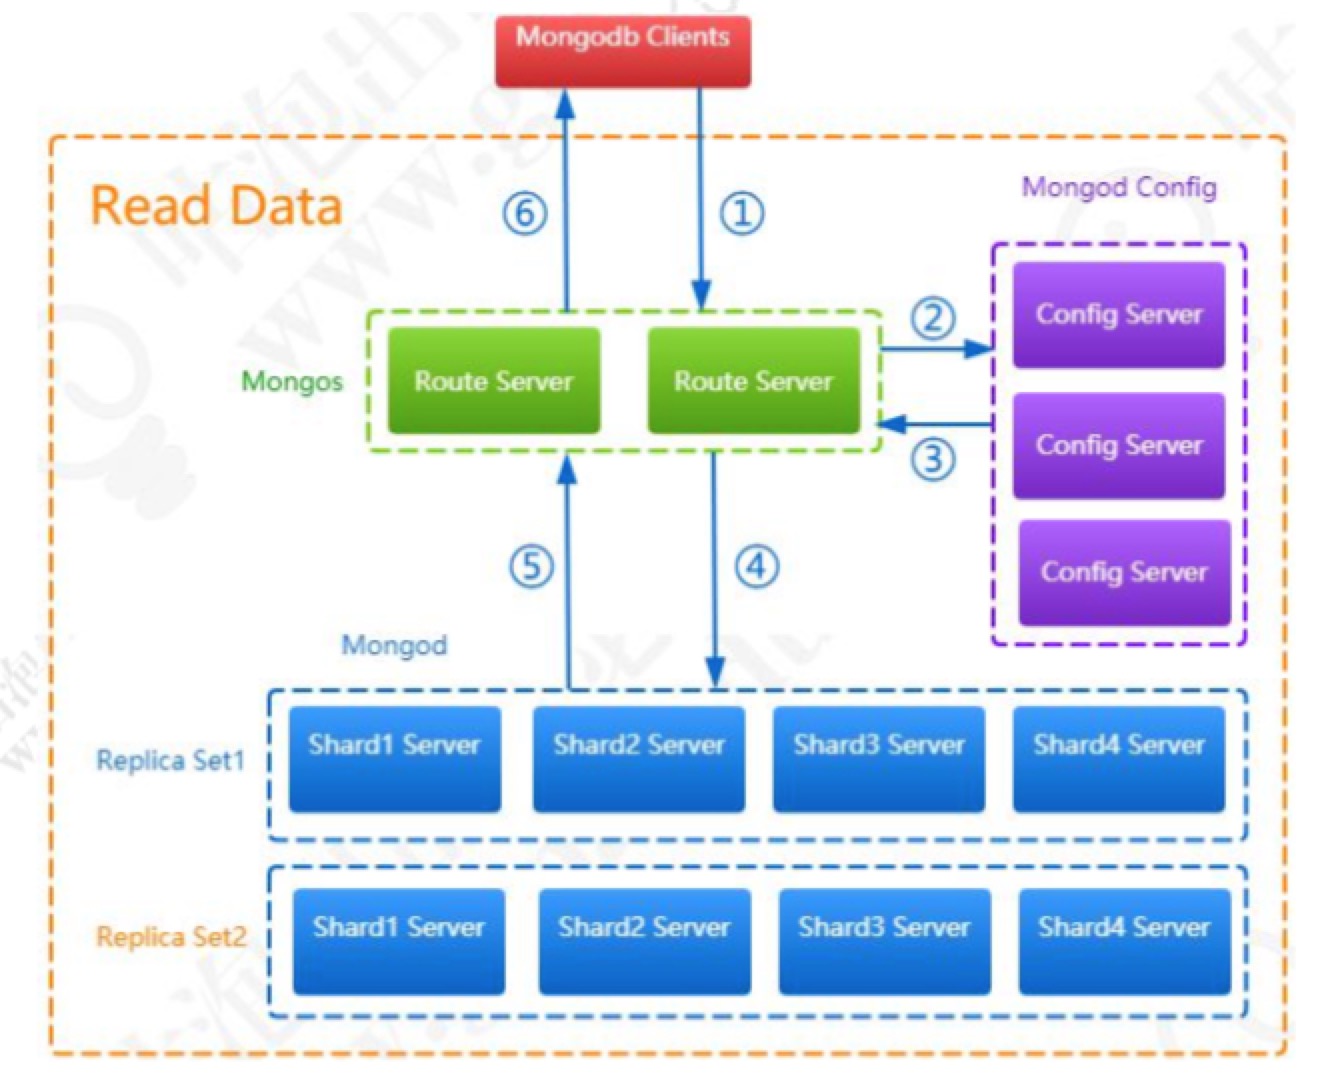 Mongodb Clients
Read Data
⑥
①
Mongod Config
Config Server
②
Mongos
Route Server
Route Server
Config Server
③
Config Server
⑤
④
Mongod
Replica Set1
Shard1 Server
Shard2 Server
Shard3 Server
Shard4 Server
Replica Set2
Shard1 Server
Shard2 Server
Shard3 Server
Shard4 Server